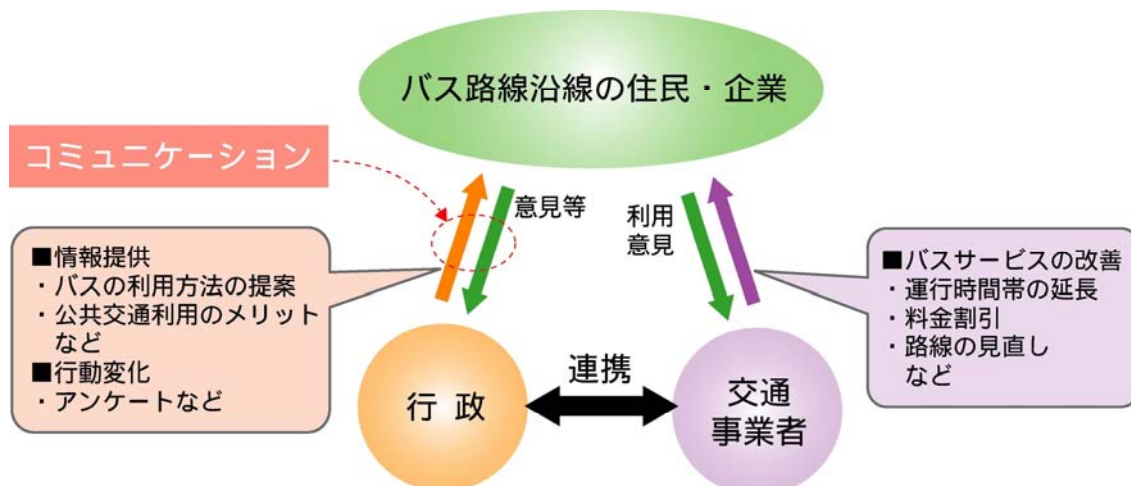 バス路線沿線の住民・企業
コミュニケーション
意見等
利用
意見
■情報提供
・バスの利用方法の提案
・公共交通利用のメリット
など
■行動変化
・アンケートなど
■バスサービスの改善
・運行時間帯の延長
・料金割引
・路線の見直し
など
行 政
連携
交通
事業者